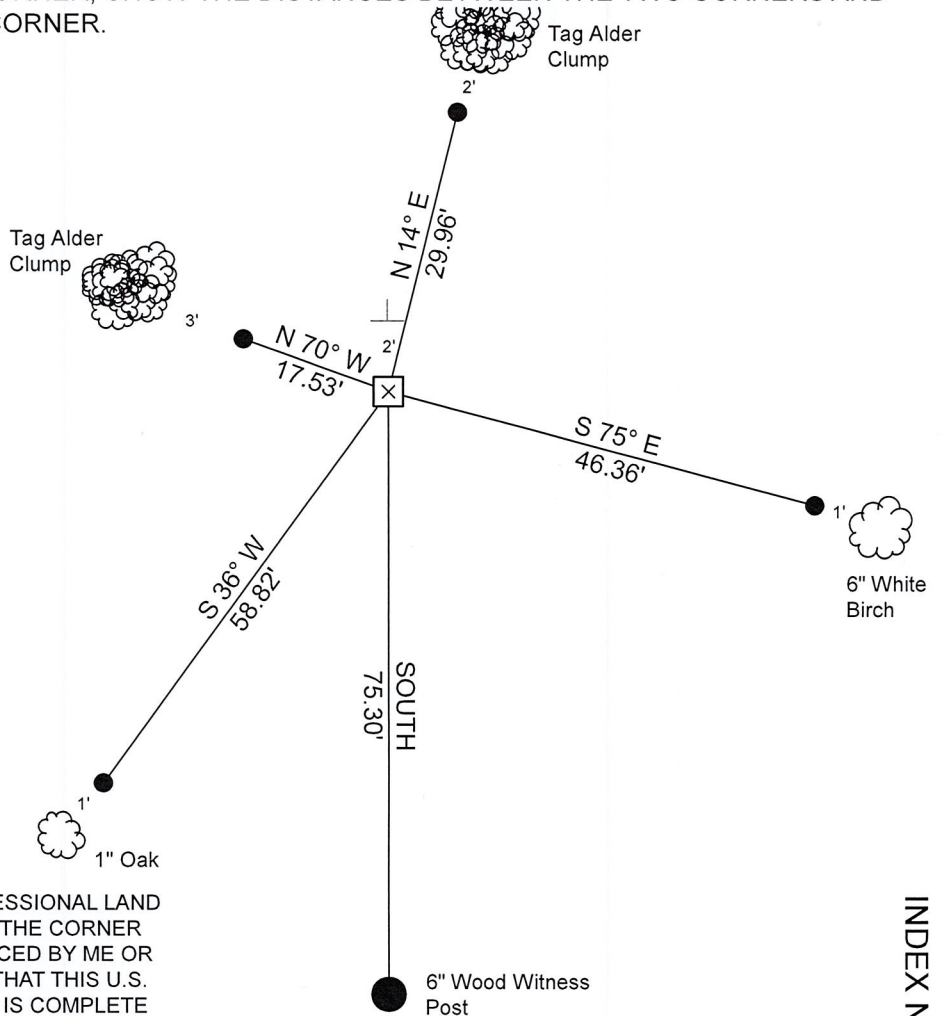 CORNER.
Tag Alder
Clump
2'
N 14° E
29.96'
Tag Alder
Clump
3'
N 70° W
17.53'
2'
S 75° E
46.36'
1'
6" White
Birch
S 36° W
58.82'
SOUTH
75.30'
1'
1" Oak
ESSIONAL LAND
THE CORNER
CED BY ME OR
THAT THIS U.S.
IS COMPLETE
6" Wood Witness
Post
INDEX N